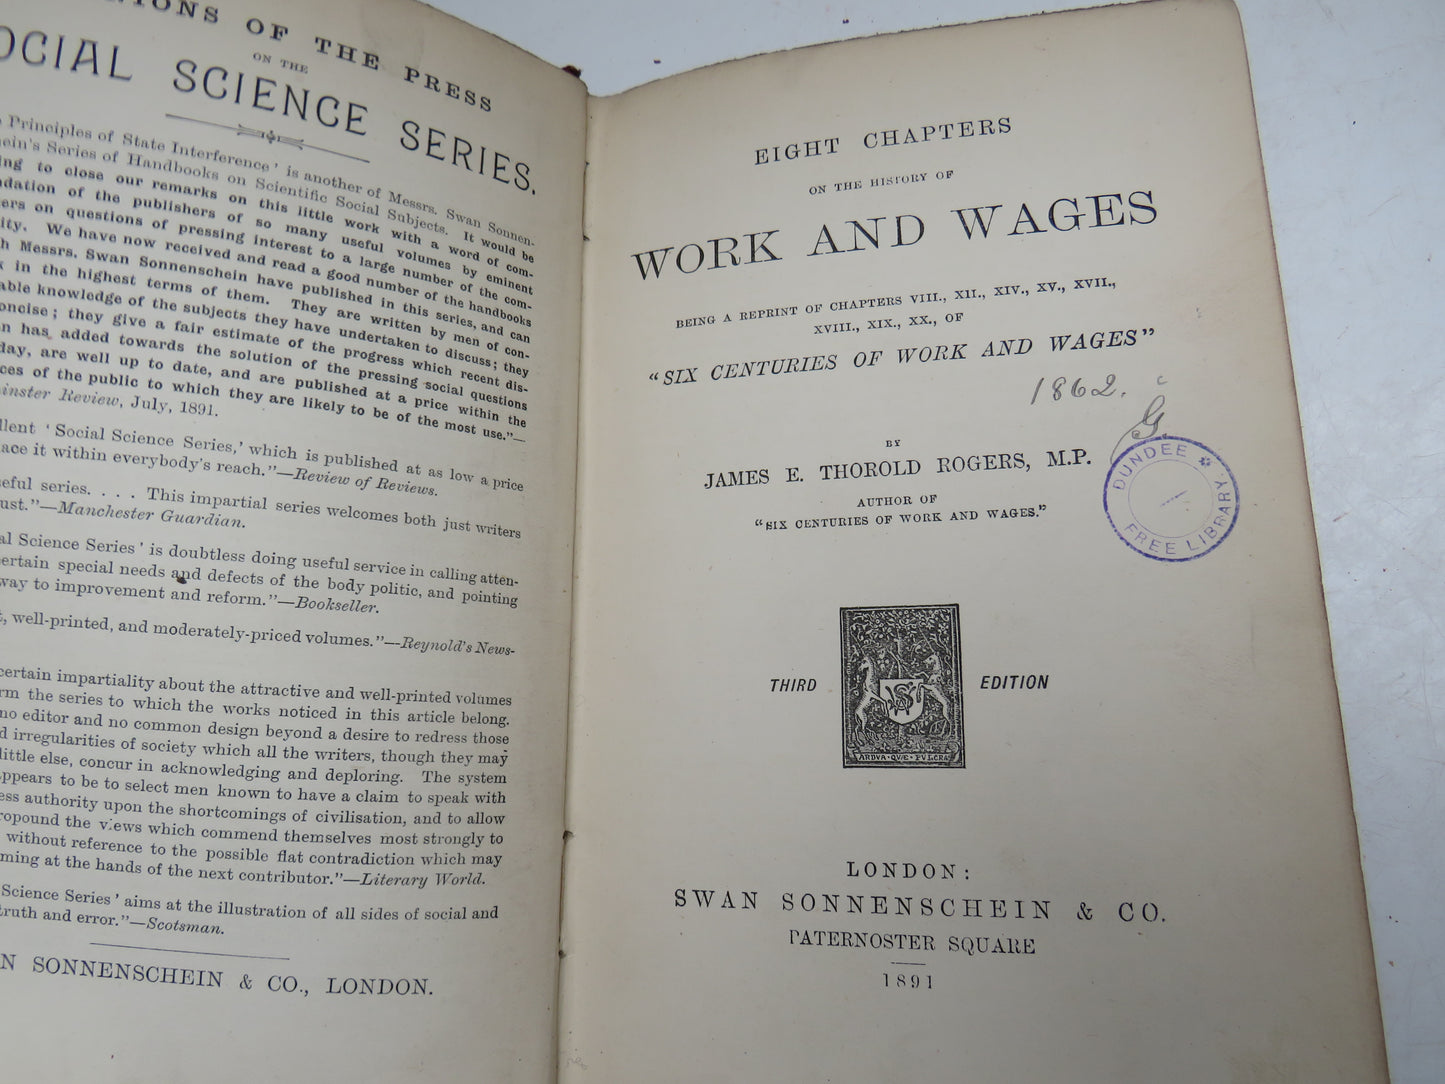 IONS OF THE PRESS
ON THE
OCIAL SCIENCE SERIES.
Principles of State Interference' is another of Messrs. Swan Sonnen-
ein's Series of Handbooks on Scientific Social Subjects. It would be
ing to close our remarks on this little work with a word of com-
ndation of the publishers of so many useful volumes by eminent
ers on questions of pressing interest to a large number of the com-
ity. We have now received and read a good number of the handbooks
h Messrs. Swan Sonnenschein have published in this series, and can
k in the highest terms of them. They are written by men of con-
able knowledge of the subjects they have undertaken to discuss; they
oncise; they give a fair estimate of the progress which recent dis-
n has added towards the solution of the pressing social questions
day, are well up to date, and are published at a price within the
ces of the public to which they are likely to be of the most use."—
inster Review, July, 1891.
llent 'Social Science Series,' which is published at as low a price
lace it within everybody's reach."—Review of Reviews.
eful series. . . . This impartial series welcomes both just writers
ust."—Manchester Guardian.
al Science Series' is doubtless doing useful service in calling atten-
ertain special needs and defects of the body politic, and pointing
way to improvement and reform."—Bookseller.
, well-printed, and moderately-priced volumes."—Reynold's News-
certain impartiality about the attractive and well-printed volumes
rm the series to which the works noticed in this article belong.
no editor and no common design beyond a desire to redress those
d irregularities of society which all the writers, though they may
little else, concur in acknowledging and deploring. The system
ppears to be to select men known to have a claim to speak with
ess authority upon the shortcomings of civilisation, and to allow
ropound the views which commend themselves most strongly to
without reference to the possible flat contradiction which may
ming at the hands of the next contributor."—Literary World.
Science Series' aims at the illustration of all sides of social and
truth and error."—Scotsman.
N SONNENSCHEIN & CO., LONDON.
EIGHT CHAPTERS
ON THE HISTORY OF
WORK AND WAGES
BEING A REPRINT OF CHAPTERS VIII., XII., XIV., XV., XVII.,
XVIII., XIX., XX., OF
"SIX CENTURIES OF WORK AND WAGES"
1862.
G.
BY
JAMES E. THOROLD ROGERS, M.P.
AUTHOR OF
"SIX CENTURIES OF WORK AND WAGES."
DUNDEE
FREE LIBRARY
THIRD EDITION
ARDVA·QVÆ·PVLCRA
LONDON:
SWAN SONNENSCHEIN & CO.
PATERNOSTER SQUARE
1891